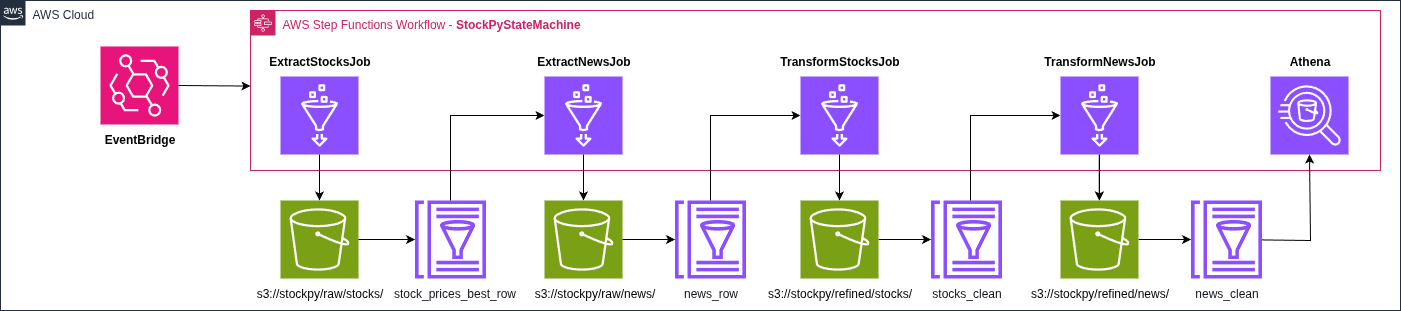 aws
AWS Cloud
AWS Step Functions Workflow - StockPyStateMachine
ExtractStocksJob
ExtractNewsJob
TransformStocksJob
TransformNewsJob
Athena
EventBridge
s3://stockpy/raw/stocks/
stock_prices_best_row
s3://stockpy/raw/news/
news_row
s3://stockpy/refined/stocks/
stocks_clean
s3://stockpy/refined/news/
news_clean